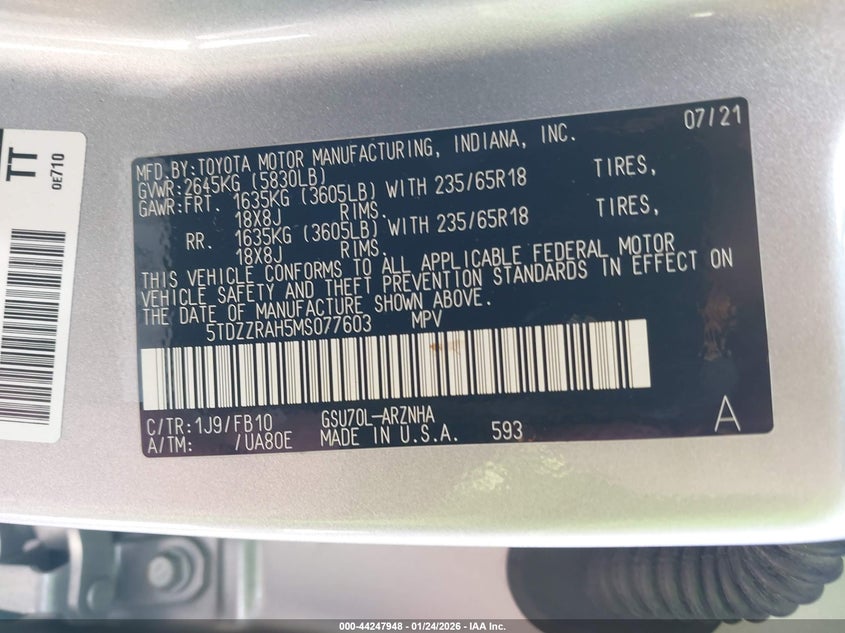 TT
0E710
07/21
MFD.BY:TOYOTA MOTOR MANUFACTURING, INDIANA, INC.
GVWR:2645KG (5830LB)
GAWR:FRT. 1635KG (3605LB) WITH 235/65R18 TIRES,
18X8J RIMS.
RR. 1635KG (3605LB) WITH 235/65R18 TIRES,
18X8J RIMS.
THIS VEHICLE CONFORMS TO ALL APPLICABLE FEDERAL MOTOR
VEHICLE SAFETY AND THEFT PREVENTION STANDARDS IN EFFECT ON
THE DATE OF MANUFACTURE SHOWN ABOVE.
5TDZZRAH5MS077603 MPV
C/TR:1J9/FB10 GSU70L-ARZNHA
A/TM: /UA80E MADE IN U.S.A. 593
A
000-44247948 - 01/24/2026 - IAA Inc.